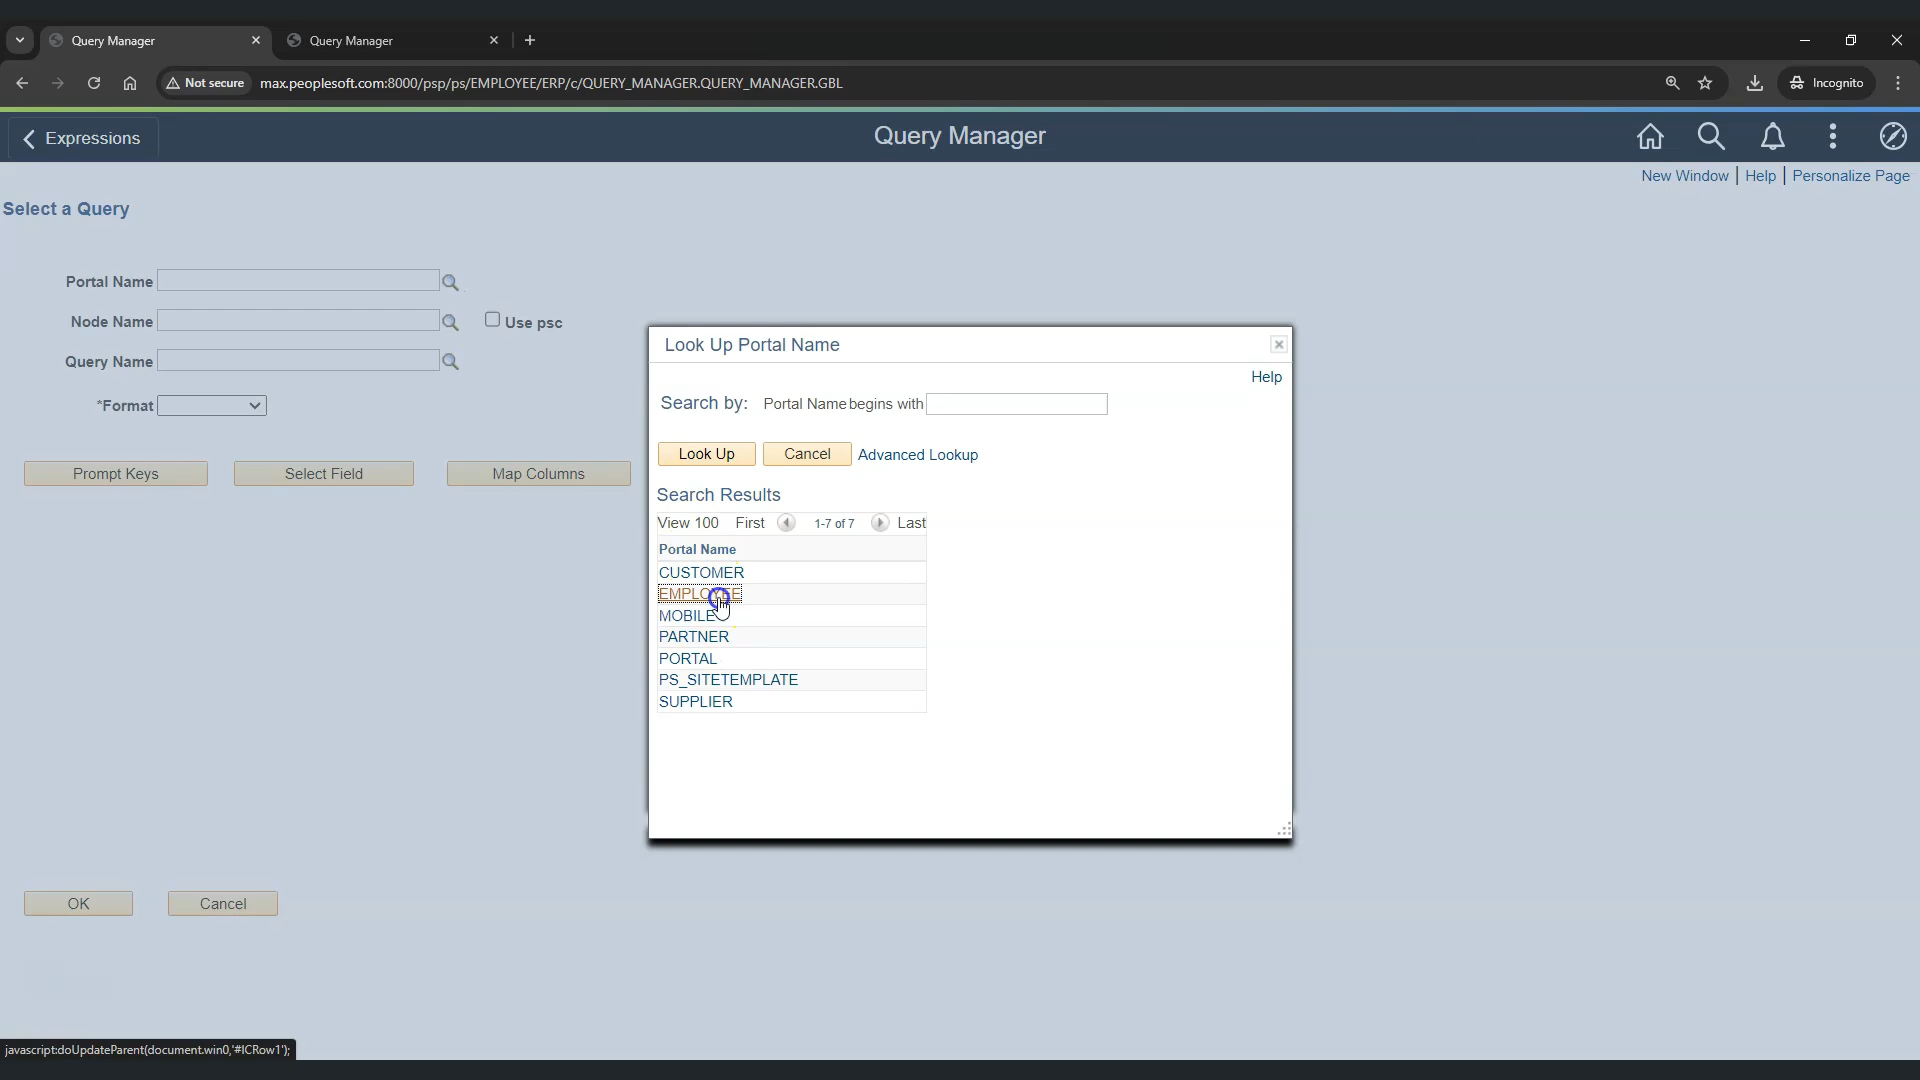 Query Manager
Query Manager
Not secure
max.peoplesoft.com:8000/psp/ps/EMPLOYEE/ERP/c/QUERY_MANAGER.QUERY_MANAGER.GBL
Incognito
Expressions
Query Manager
New Window | Help | Personalize Page
Select a Query
Portal Name
Node Name
Use psc
Query Name
*Format
Prompt Keys
Select Field
Map Columns
OK
Cancel
Look Up Portal Name
Help
Search by: Portal Name begins with
Look Up
Cancel
Advanced Lookup
Search Results
View 100 First 1-7 of 7 Last
Portal Name
CUSTOMER
EMPLOYEE
MOBILE
PARTNER
PORTAL
PS_SITETEMPLATE
SUPPLIER
javascript:doUpdateParent(document.win0,'#ICRow1');